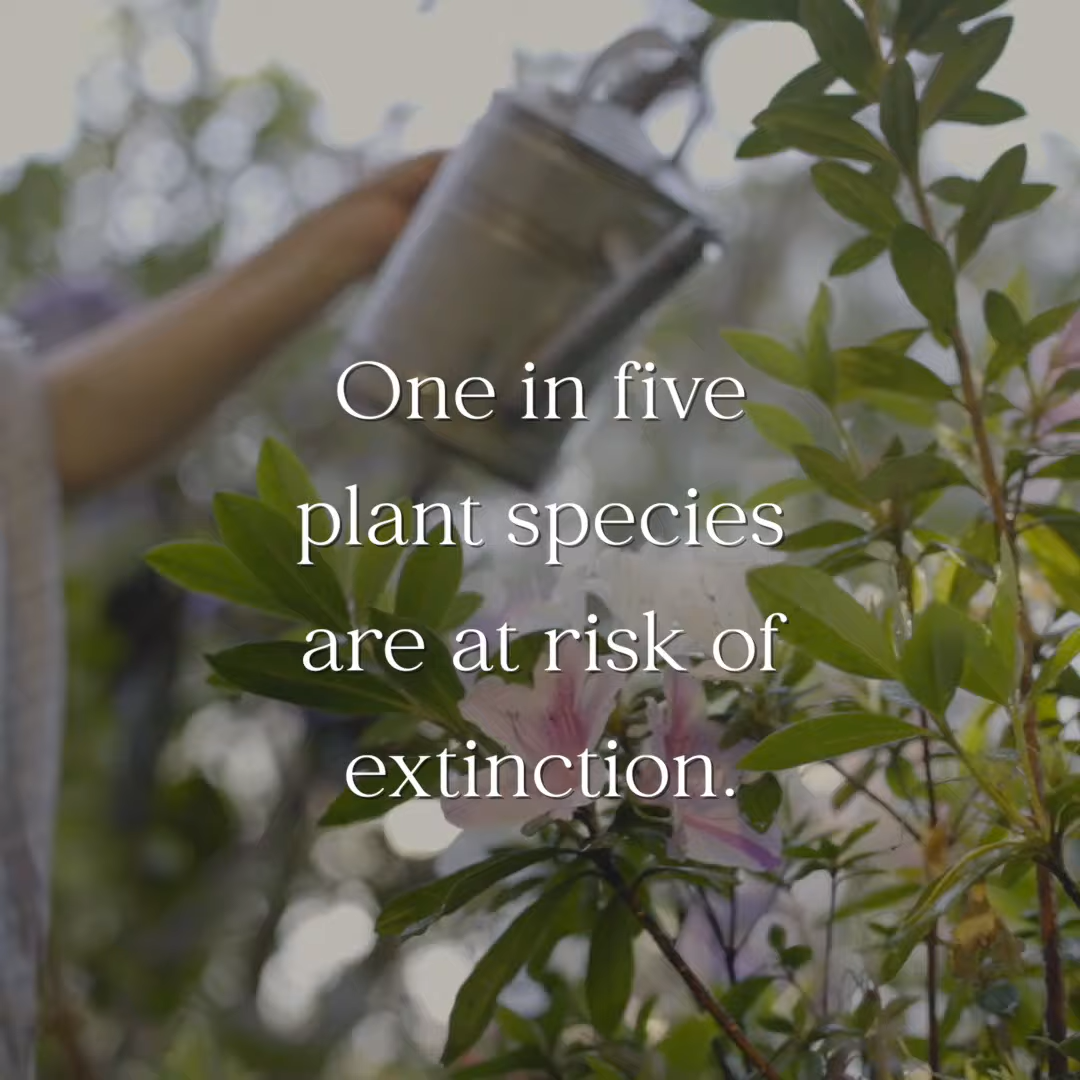 One in five
plant species
are at risk of
extinction.